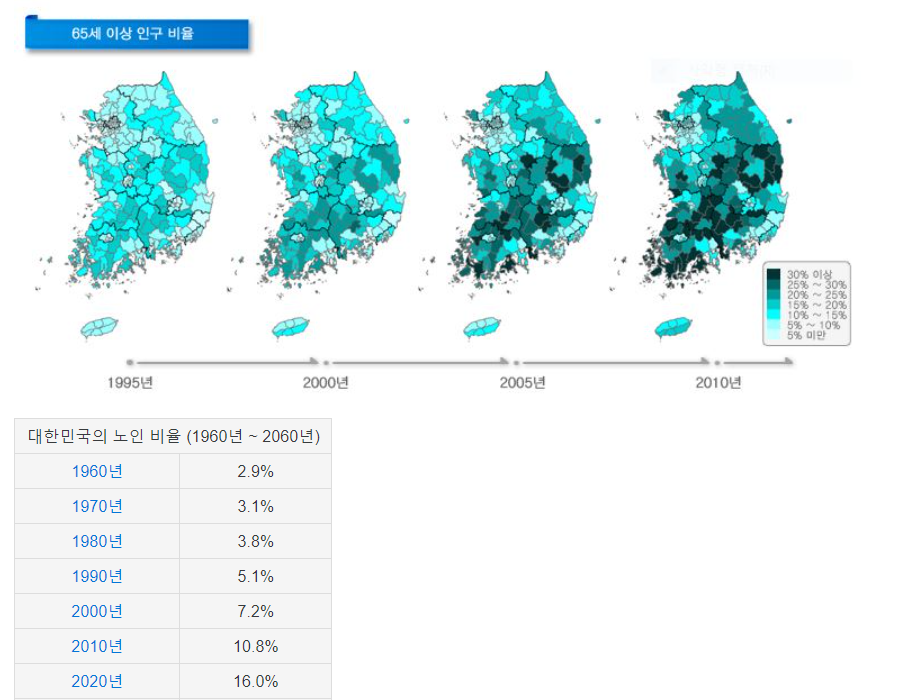 65세 이상 인구 비율
30% 이상
25% ~ 30%
20% ~ 25%
15% ~ 20%
10% ~ 15%
5% ~ 10%
5% 미만
1995년
2000년
2005년
2010년
대한민국의 노인 비율 (1960년 ~ 2060년)
1960년 2.9%
1970년 3.1%
1980년 3.8%
1990년 5.1%
2000년 7.2%
2010년 10.8%
2020년 16.0%